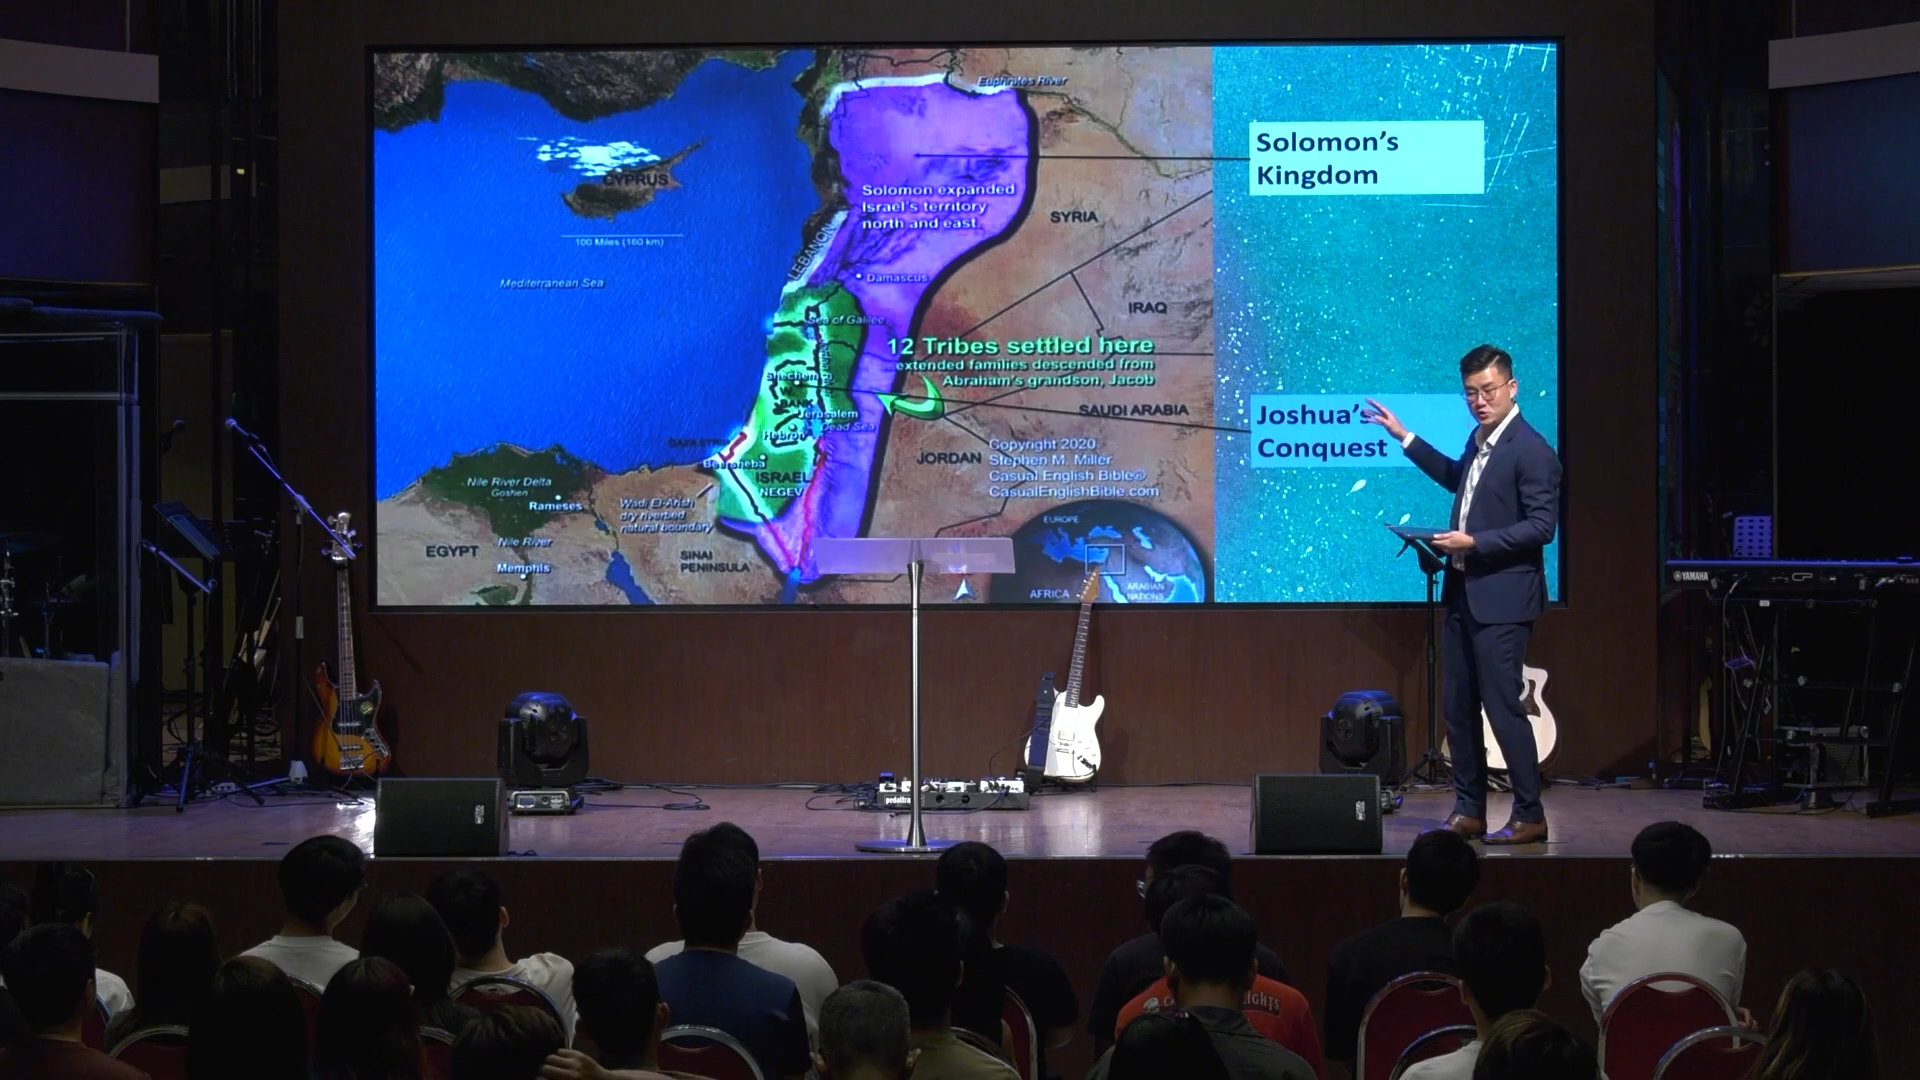 Euphrates River
CYPRUS
100 Miles (160 km)
Mediterranean Sea
Solomon expanded
Israel's territory
north and east.
SYRIA
LEBANON
Damascus
IRAQ
Sea of Galilee
12 Tribes settled here
extended families descended from
Abraham's grandson, Jacob
Shechem
BANK
Jerusalem
Dead Sea
SAUDI ARABIA
Hebron
GAZA STRIP
Beersheba
ISRAEL
NEGEV
JORDAN
Copyright 2020
Stephen M. Miller
Casual English Bible®
CasualEnglishBible.com
Nile River Delta
Goshen
Rameses
Wadi El-Arish
dry riverbed
natural boundary
EGYPT
Nile River
Memphis
SINAI
PENINSULA
EUROPE
AFRICA
ARABIAN
NATIONS
Solomon's
Kingdom
Joshua's
Conquest
YAMAHA